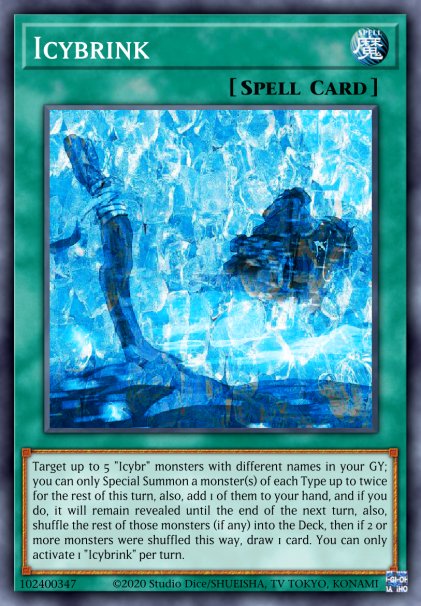 Icybrink
SPELL
魔
[Spell Card]
Target up to 5 "Icybr" monsters with different names in your GY;
you can only Special Summon a monster(s) of each Type up to twice
for the rest of this turn, also, add 1 of them to your hand, and if you
do, it will remain revealed until the end of the next turn, also,
shuffle the rest of those monsters (if any) into the Deck, then if 2 or
more monsters were shuffled this way, draw 1 card. You can only
activate 1 "Icybrink" per turn.
102400347 ©2020 Studio Dice/SHUEISHA, TV TOKYO, KONAMI